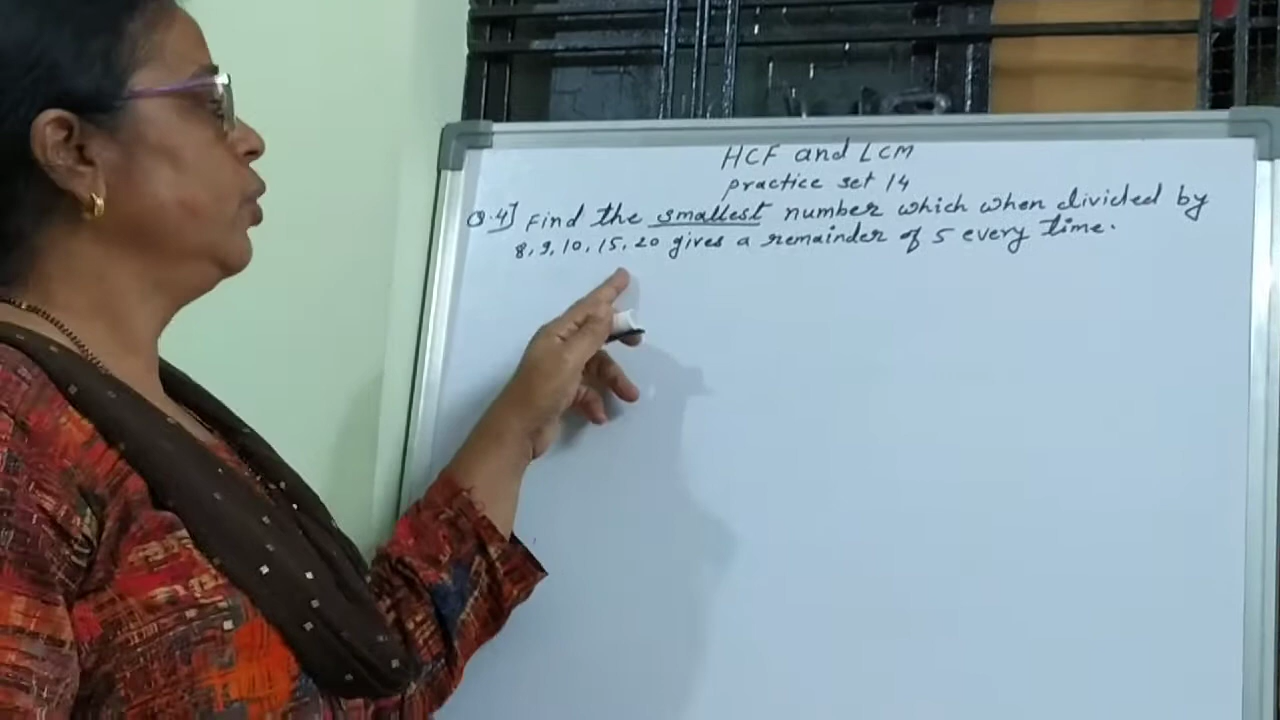 HCF and LCM
practice set 14
Q.4] Find the smallest number which when divided by
8, 9, 10, 15, 20 gives a remainder of 5 every time.